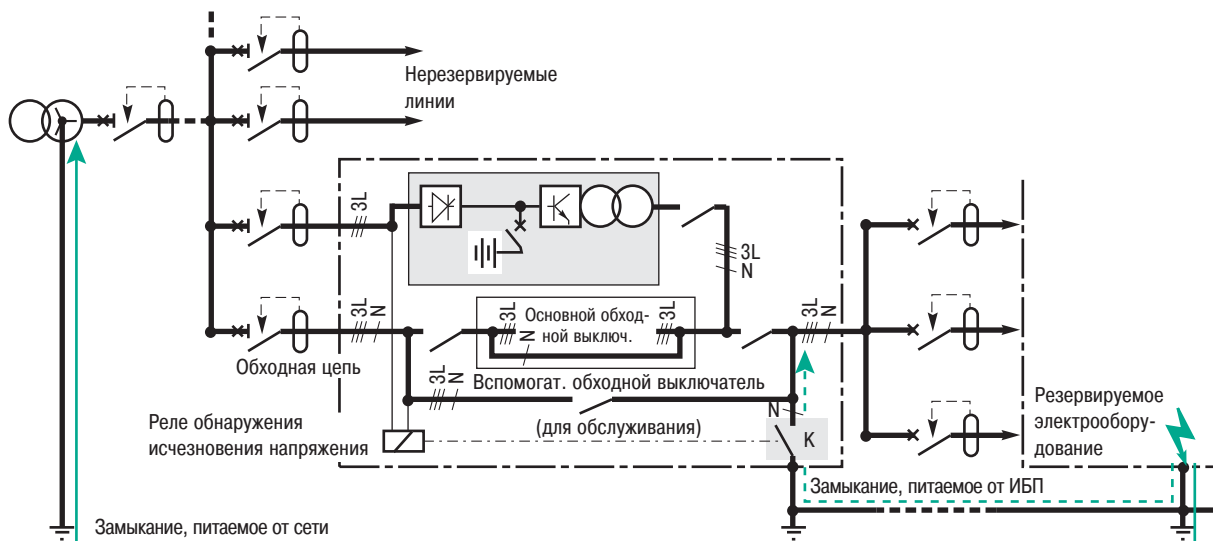 Нерезервируемые
линии
3L
3L
N
3L
N
3L
N
3L
Основной обход-
ной выключ.
3L
N
Обходная цепь
3L
N
Вспомогат. обходной выключатель
(для обслуживания)
Реле обнаружения
исчезновения напряжения
N
K
Резервируемое
электрообору-
дование
Замыкание, питаемое от ИБП
Замыкание, питаемое от сети